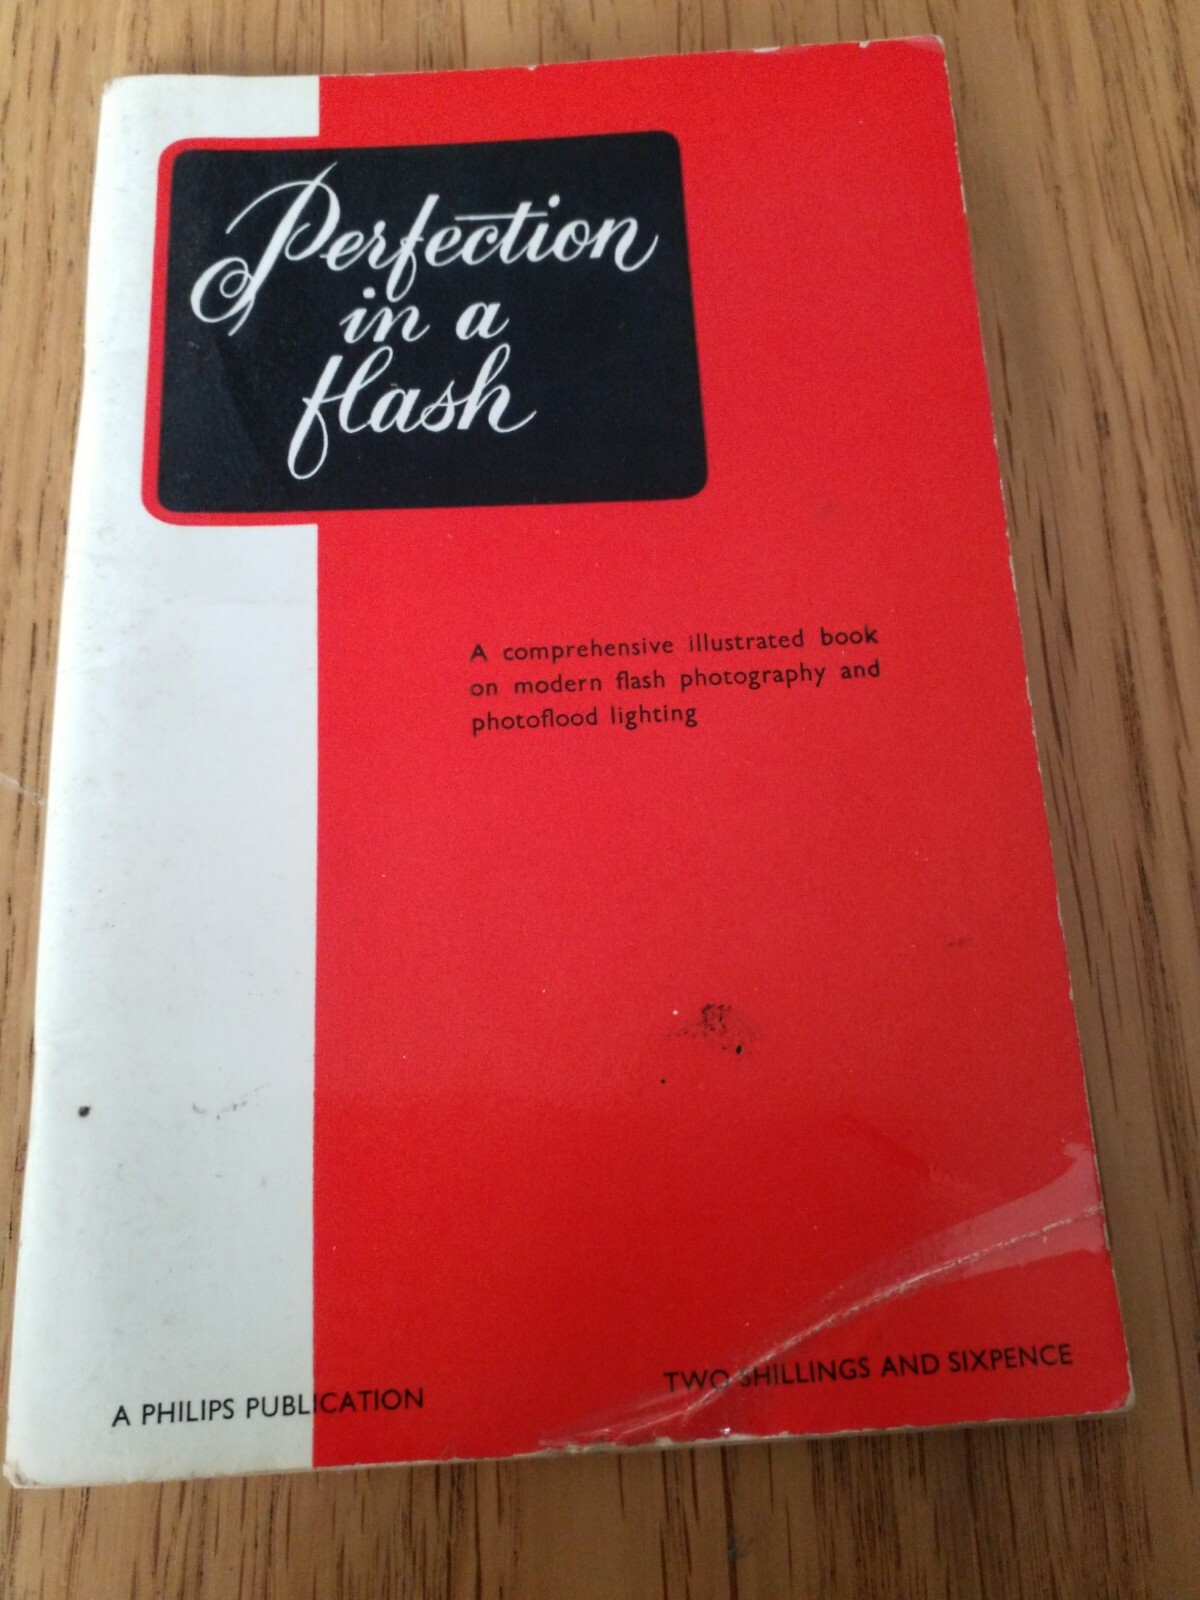 Perfection
in a
flash
A comprehensive illustrated book
on modern flash photography and
photoflood lighting
A PHILIPS PUBLICATION
TWO SHILLINGS AND SIXPENCE